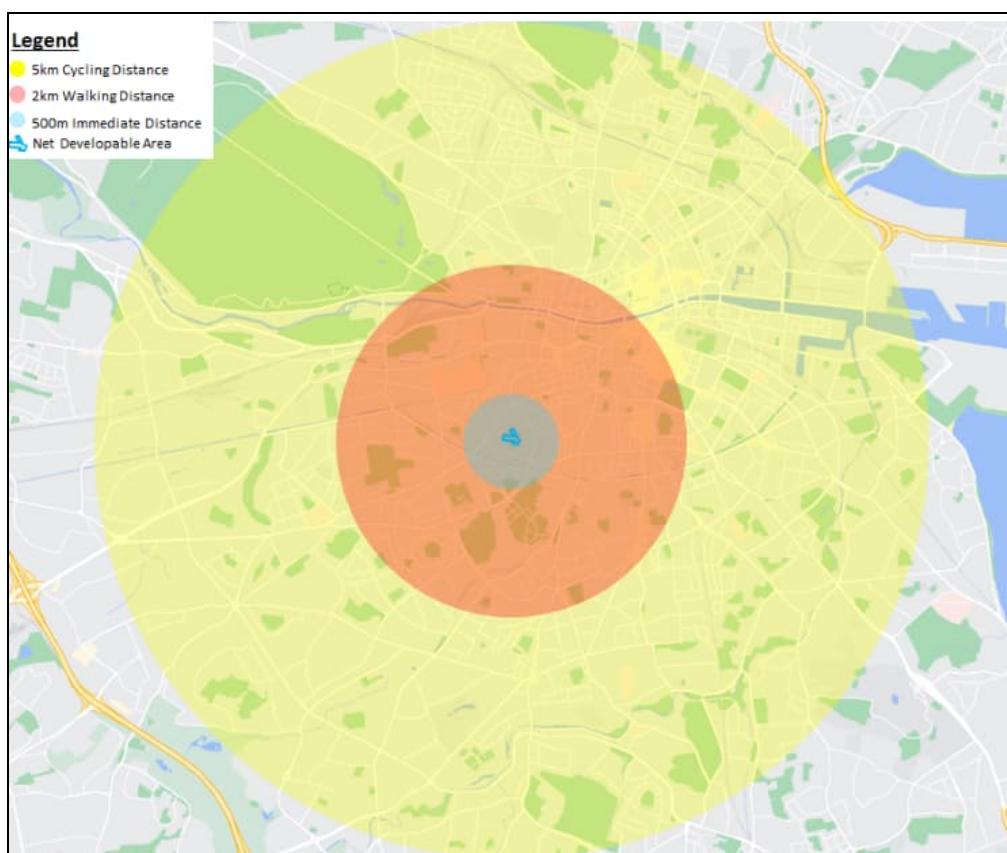 Legend
5km Cycling Distance
2km Walking Distance
500m Immediate Distance
Net Developable Area